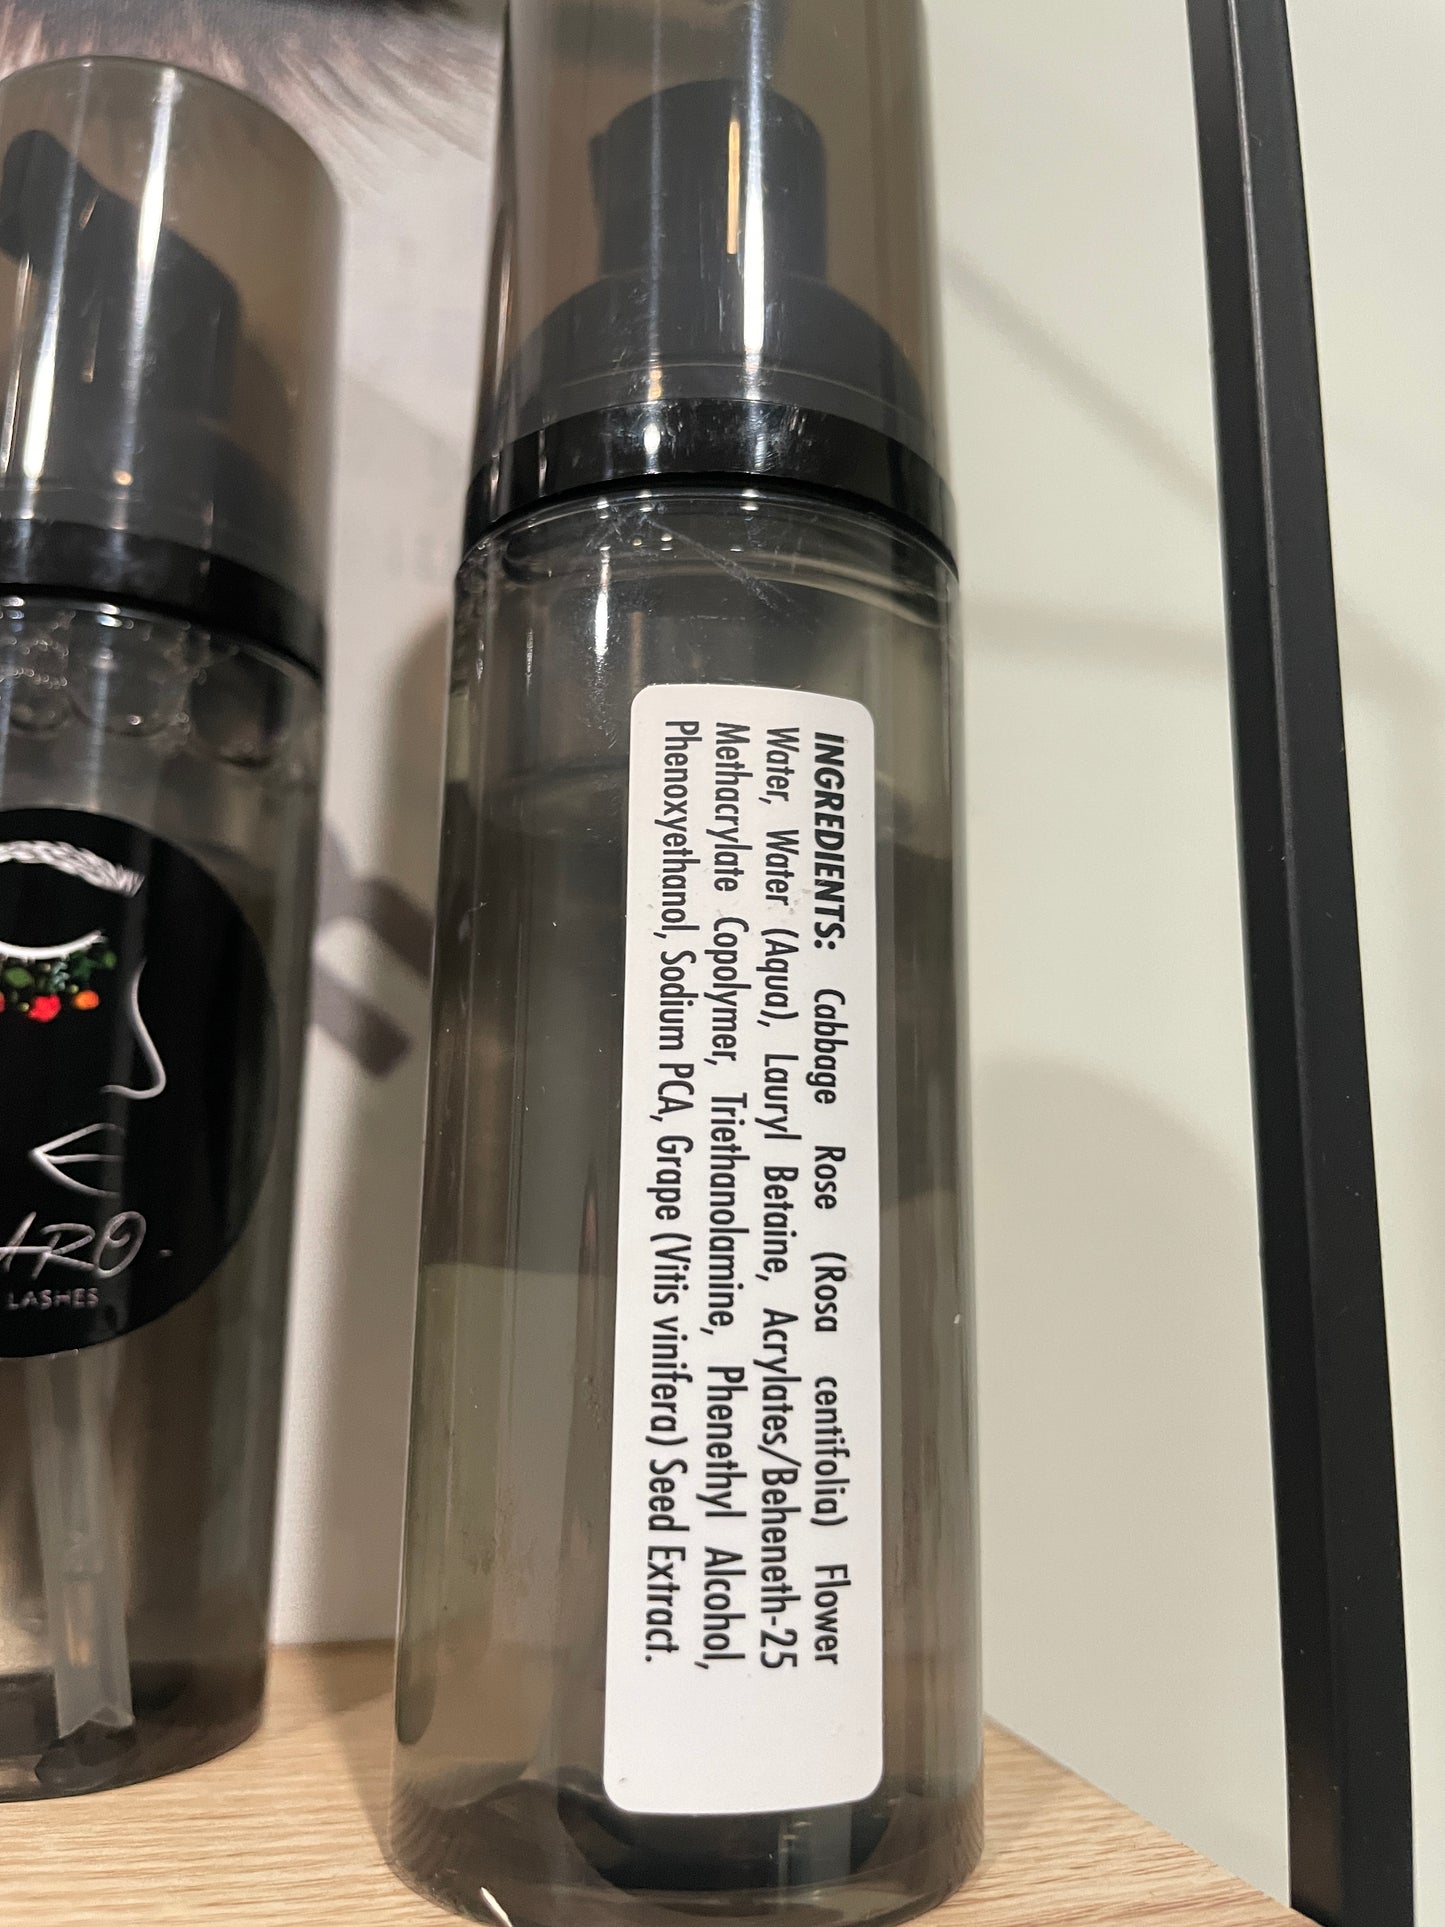 INGREDIENTS: Cabbage Rose (Rosa centifolia) Flower
Water, Water (Aqua), Lauryl Betaine, Acrylates/Beheneth-25
Methacrylate Copolymer, Triethanolamine, Phenethyl Alcohol,
Phenoxyethanol, Sodium PCA, Grape (Vitis vinifera) Seed Extract.
ARO
LASHES